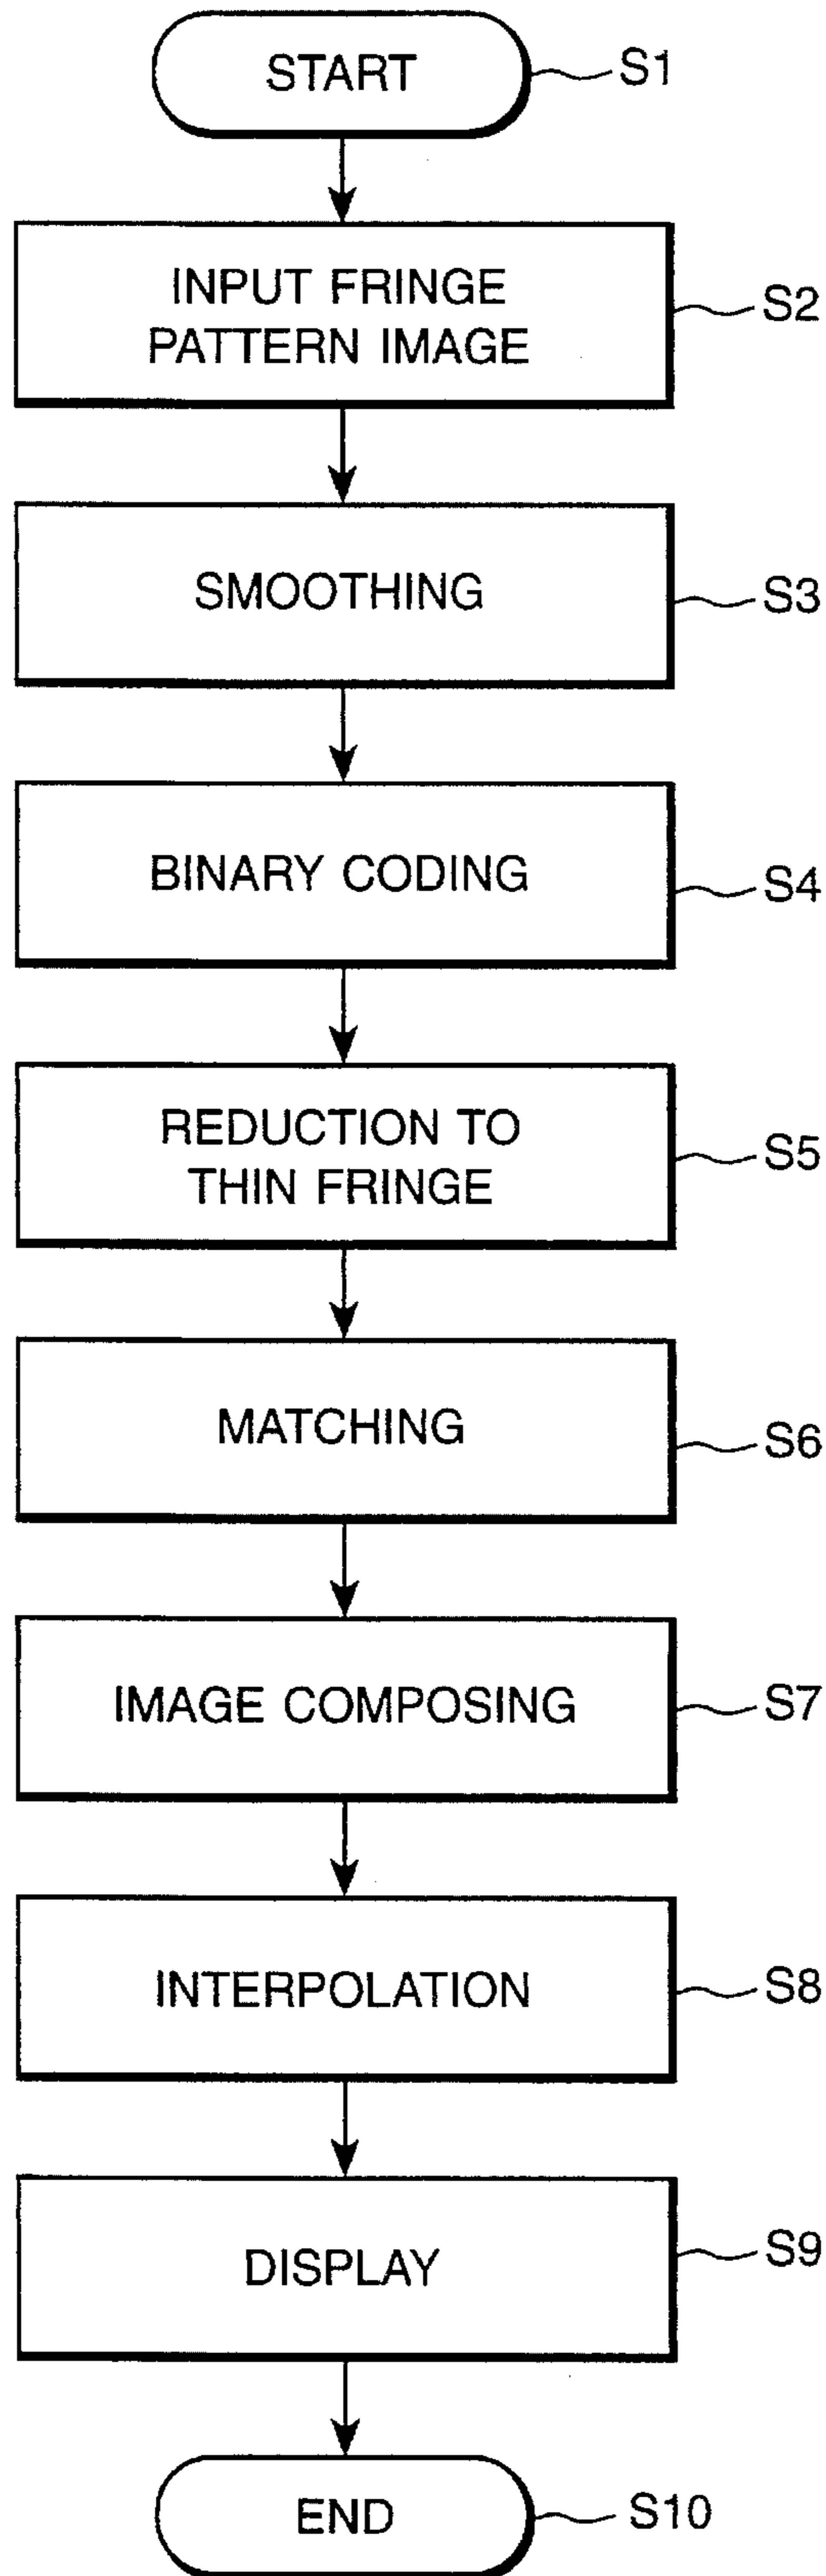 START
S1
INPUT FRINGE
PATTERN IMAGE
S2
SMOOTHING
S3
BINARY CODING
S4
REDUCTION TO
THIN FRINGE
S5
MATCHING
S6
IMAGE COMPOSING
S7
INTERPOLATION
S8
DISPLAY
S9
END
S10